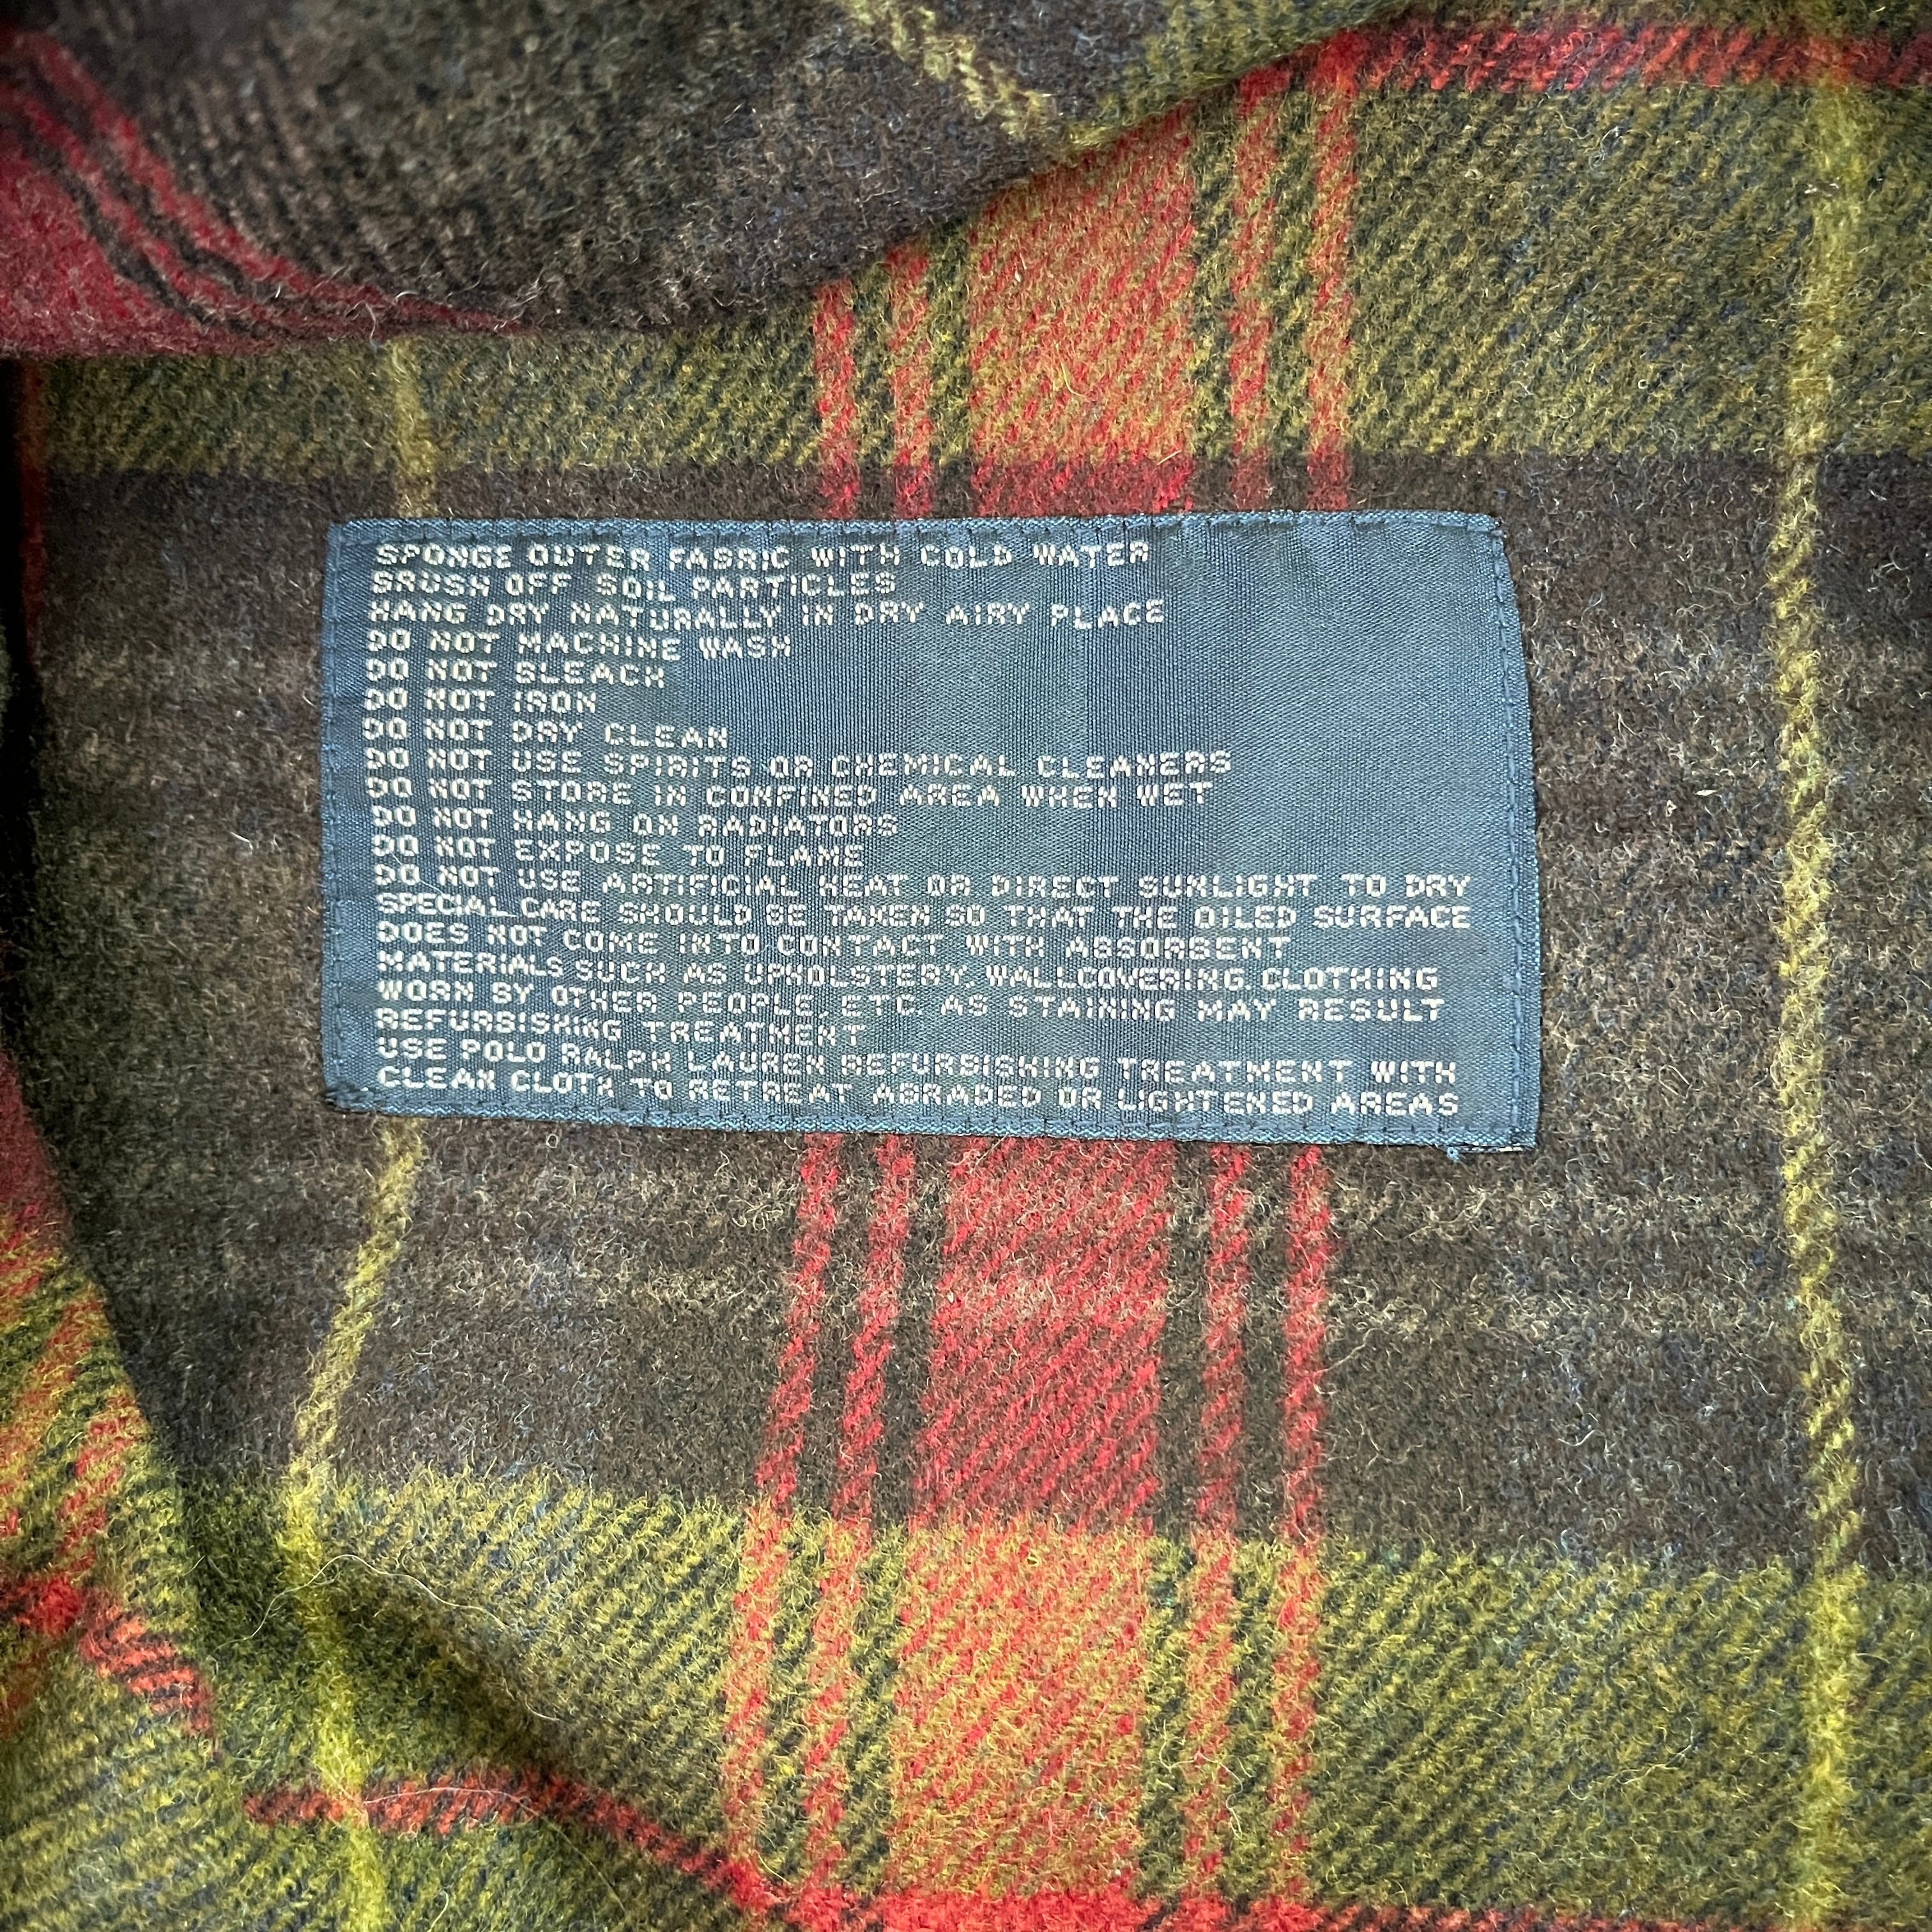 SPONGE OUTER FABRIC WITH COLD WATER
BRUSH OFF SOIL PARTICLES
HANG DRY NATURALLY IN DRY AIRY PLACE
DO NOT MACHINE WASH
DO NOT BLEACH
DO NOT IRON
DO NOT DRY CLEAN
DO NOT USE SPIRITS OR CHEMICAL CLEANERS
DO NOT STORE IN CONFINED AREA WHEN WET
DO NOT HANG ON RADIATORS
DO NOT EXPOSE TO FLAME
DO NOT USE ARTIFICIAL HEAT OR DIRECT SUNLIGHT TO DRY
SPECIAL CARE SHOULD BE TAKEN SO THAT THE OILED SURFACE
DOES NOT COME INTO CONTACT WITH ABSORBENT
MATERIALS SUCH AS UPHOLSTERY, WALLCOVERING, CLOTHING
WORN BY OTHER PEOPLE, ETC. AS STAINING MAY RESULT
REFURBISHING TREATMENT
USE POLO RALPH LAUREN REFURBISHING TREATMENT WITH
CLEAN CLOTH TO RETREAT ABRADED OR LIGHTENED AREAS